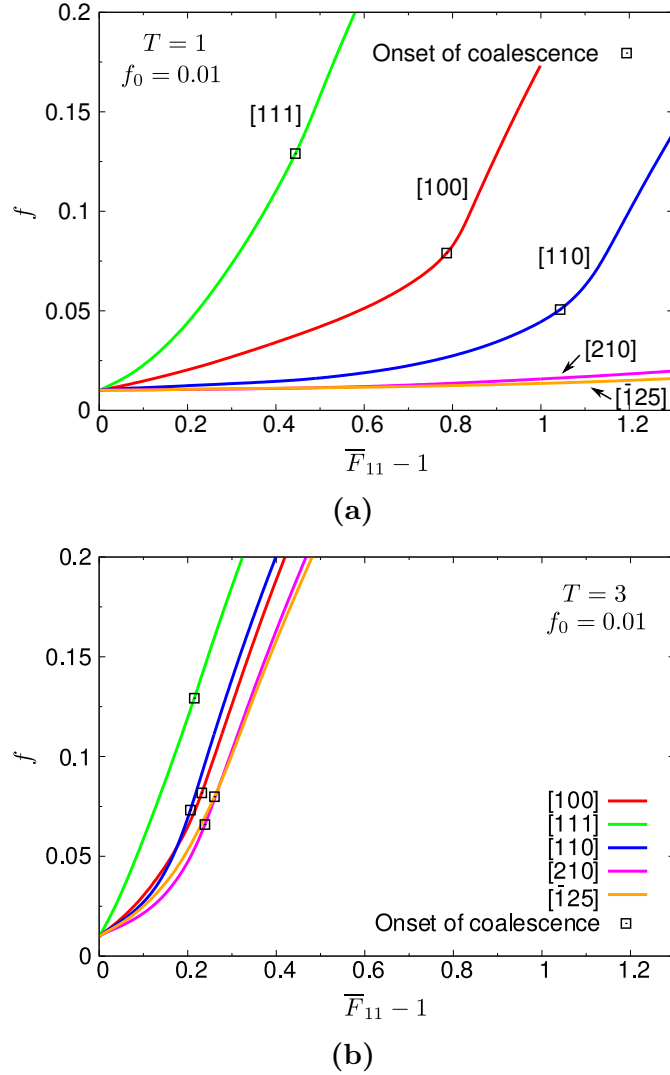 0.2
T = 1
f₀ = 0.01
Onset of coalescence
0.15
[111]
[100]
f
0.1
[110]
0.05
[210]
[1̄25]
0
0 0.2 0.4 0.6 0.8 1 1.2
F̅₁₁ − 1
(a)
0.2
T = 3
f₀ = 0.01
0.15
f
0.1
[100]
[111]
0.05
[110]
[210]
[1̄25]
Onset of coalescence
0
0 0.2 0.4 0.6 0.8 1 1.2
F̅₁₁ − 1
(b)